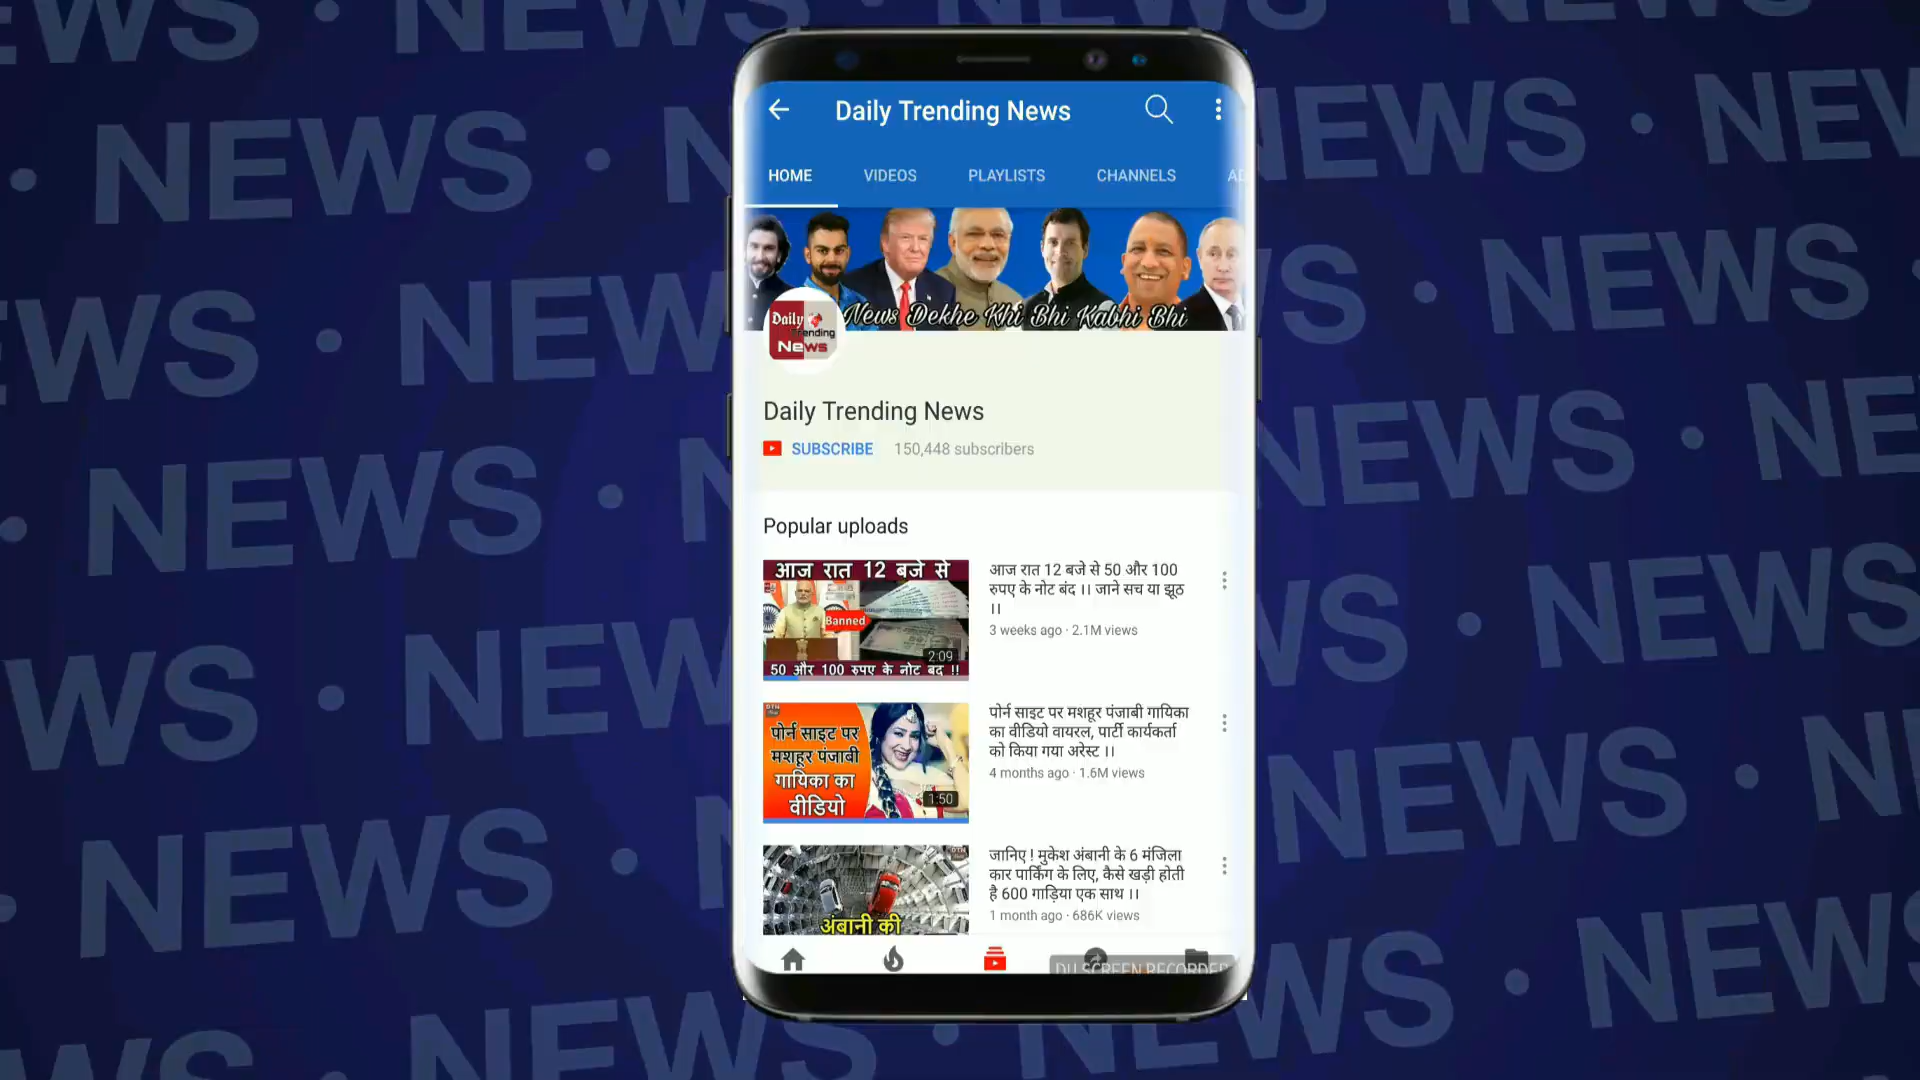 Daily Trending News
HOME VIDEOS PLAYLISTS CHANNELS
News Dekhe Khi Bhi Kabhi Bhi
Daily
Trending
News
Daily Trending News
SUBSCRIBE 150,448 subscribers
Popular uploads
आज रात 12 बजे से
Banned
2:09
50 और 100 रुपए के नोट बंद !!
आज रात 12 बजे से 50 और 100
रुपए के नोट बंद ।। जाने सच या झूठ
।।
3 weeks ago · 2.1M views
DTN
पोर्न साइट पर
मशहूर पंजाबी
गायिका का
वीडियो
1:50
पोर्न साइट पर मशहूर पंजाबी गायिका
का वीडियो वायरल, पार्टी कार्यकर्ता
को किया गया अरेस्ट ।।
4 months ago · 1.6M views
DTN
अंबानी की
जानिए ! मुकेश अंबानी के 6 मंजिला
कार पार्किंग के लिए, कैसे खड़ी होती
है 600 गाड़िया एक साथ ।।
1 month ago · 686K views
DU SCREEN RECORDER
NEWS • NEWS • NEWS